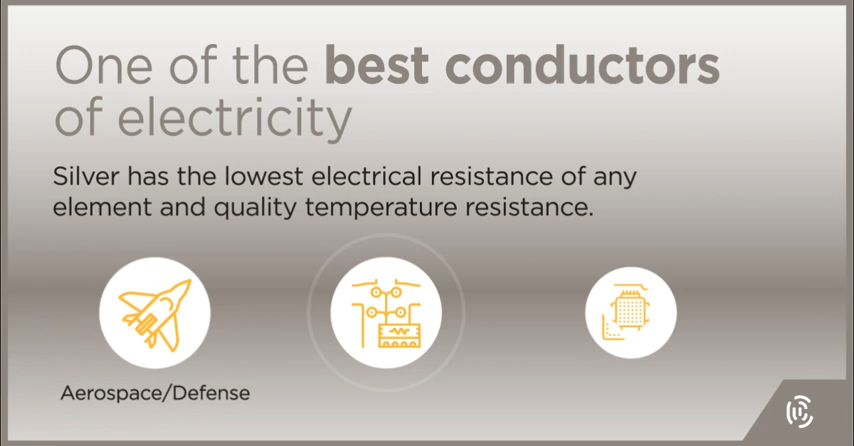 One of the best conductors
of electricity
Silver has the lowest electrical resistance of any
element and quality temperature resistance.
Aerospace/Defense